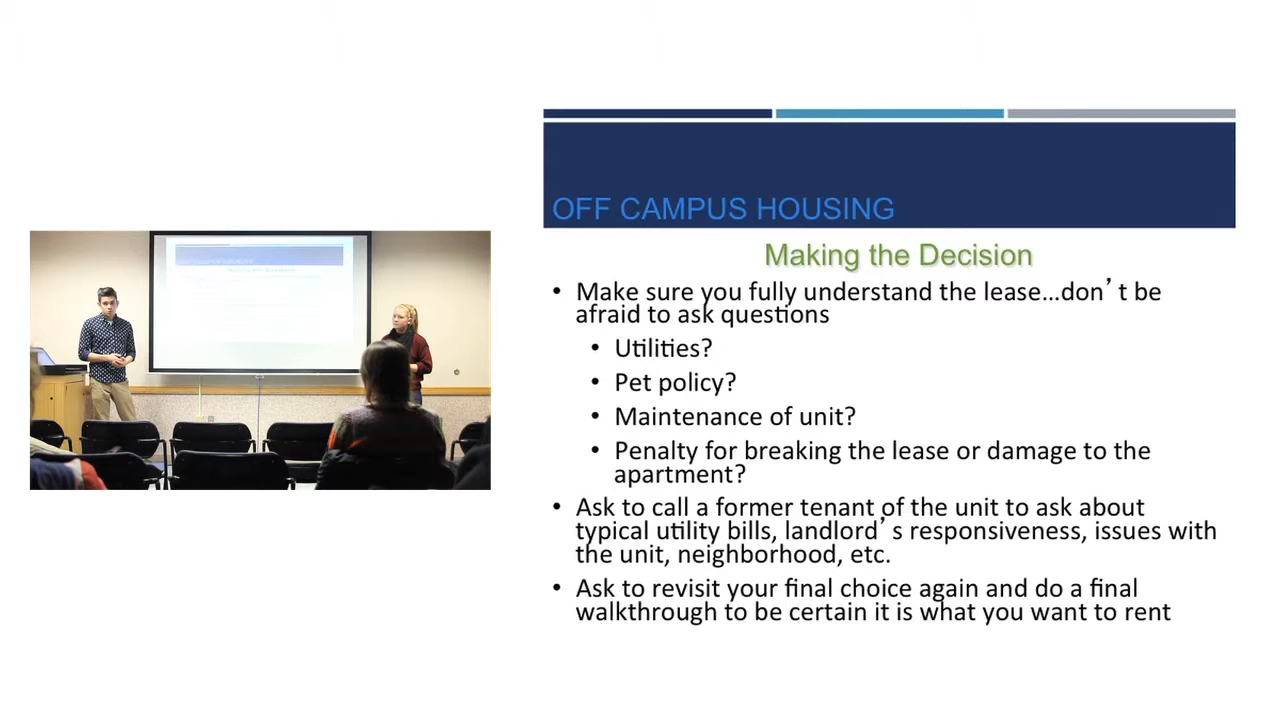 OFF CAMPUS HOUSING
Making the Decision
• Make sure you fully understand the lease...don't be
afraid to ask questions
• Utilities?
• Pet policy?
• Maintenance of unit?
• Penalty for breaking the lease or damage to the
apartment?
• Ask to call a former tenant of the unit to ask about
typical utility bills, landlord's responsiveness, issues with
the unit, neighborhood, etc.
• Ask to revisit your final choice again and do a final
walkthrough to be certain it is what you want to rent